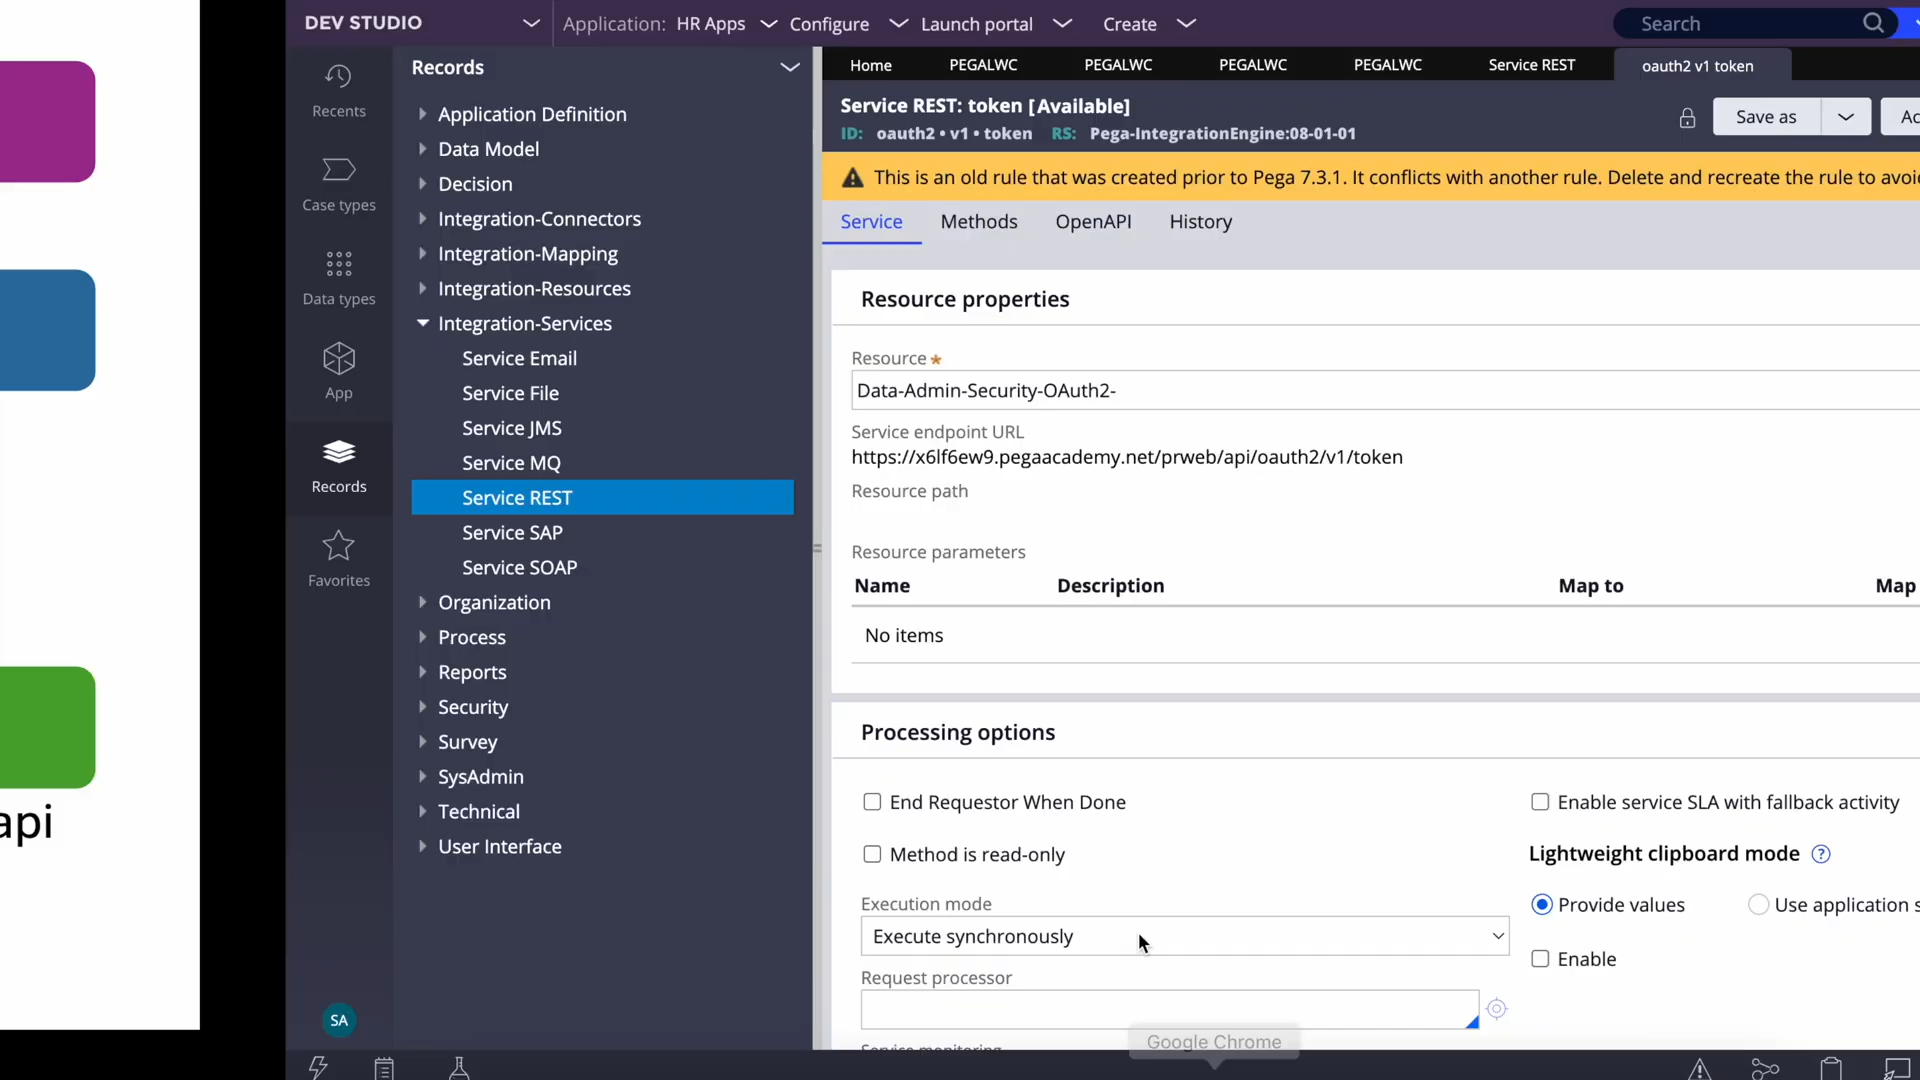 DEV STUDIO
Application: HR Apps
Configure
Launch portal
Create
Search
Records
Home
PEGALWC
PEGALWC
PEGALWC
PEGALWC
Service REST
oauth2 v1 token
Recents
Case types
Data types
App
Records
Favorites
SA
Application Definition
Data Model
Decision
Integration-Connectors
Integration-Mapping
Integration-Resources
Integration-Services
Service Email
Service File
Service JMS
Service MQ
Service REST
Service SAP
Service SOAP
Organization
Process
Reports
Security
Survey
SysAdmin
Technical
User Interface
api
Service REST: token [Available]
ID: oauth2 • v1 • token RS: Pega-IntegrationEngine:08-01-01
Save as
Ac
This is an old rule that was created prior to Pega 7.3.1. It conflicts with another rule. Delete and recreate the rule to avoi
Service
Methods
OpenAPI
History
Resource properties
Resource
Data-Admin-Security-OAuth2-
Service endpoint URL
https://x6lf6ew9.pegaacademy.net/prweb/api/oauth2/v1/token
Resource path
Resource parameters
Name Description Map to Map
No items
Processing options
End Requestor When Done
Enable service SLA with fallback activity
Method is read-only
Lightweight clipboard mode
Execution mode
Provide values
Use application s
Execute synchronously
Enable
Request processor
Service monitoring
Google Chrome